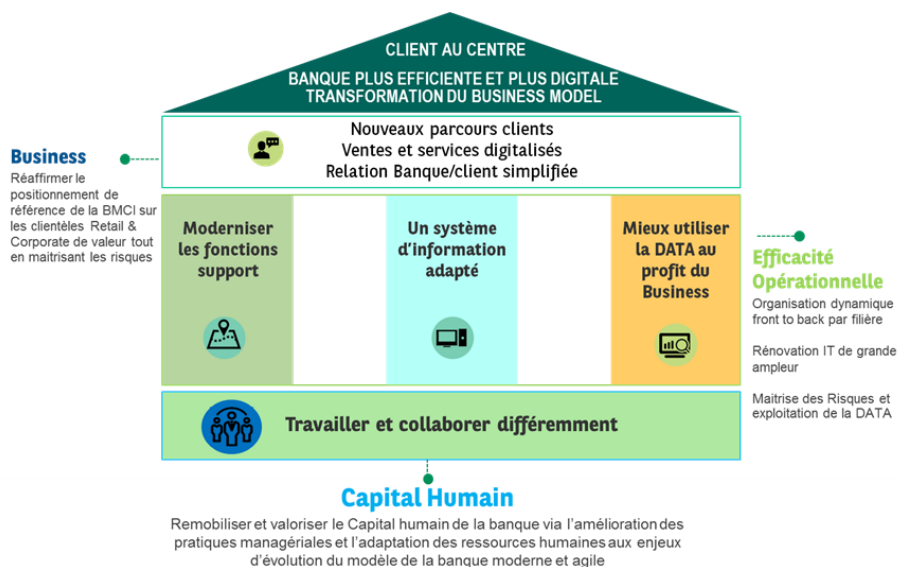 CLIENT AU CENTRE
BANQUE PLUS EFFICIENTE ET PLUS DIGITALE
TRANSFORMATION DU BUSINESS MODEL
Nouveaux parcours clients
Ventes et services digitalisés
Relation Banque/client simplifiée
Business
Réaffirmer le
positionnement de
référence de la BMCI sur
les clientèles Retail &
Corporate de valeur tout
en maitrisant les risques
Moderniser
les fonctions
support
Un système
d'information
adapté
Mieux utiliser
la DATA au
profit du
Business
Efficacité
Opérationnelle
Organisation dynamique
front to back par filière
Rénovation IT de grande
ampleur
Maitrise des Risques et
exploitation de la DATA
Travailler et collaborer différemment
Capital Humain
Remobiliser et valoriser le Capital humain de la banque via l'amélioration des
pratiques managériales et l'adaptation des ressources humaines aux enjeux
d'évolution du modèle de la banque moderne et agile